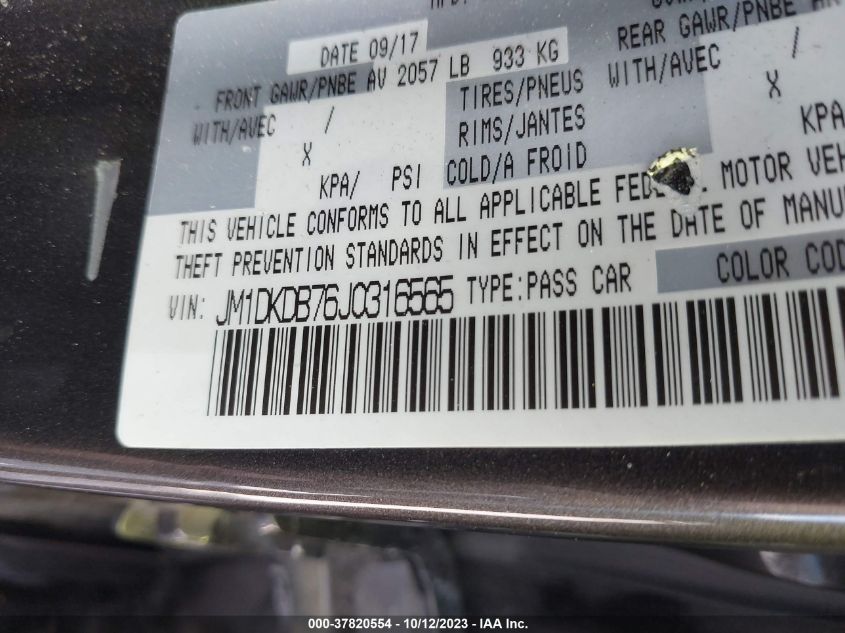 DATE 09/17
FRONT GAWR/PNBE AV 2057 LB 933 KG
REAR GAWR/PNBE AR
WITH/AVEC / TIRES/PNEUS WITH/AVEC /
X RIMS/JANTES X
KPA/ PSI COLD/A FROID KPA
THIS VEHICLE CONFORMS TO ALL APPLICABLE FEDE L MOTOR VEH
THEFT PREVENTION STANDARDS IN EFFECT ON THE DATE OF MANU
VIN: JM1DKDB76J0316565 TYPE:PASS CAR COLOR COD
000-37820554 - 10/12/2023 - IAA Inc.